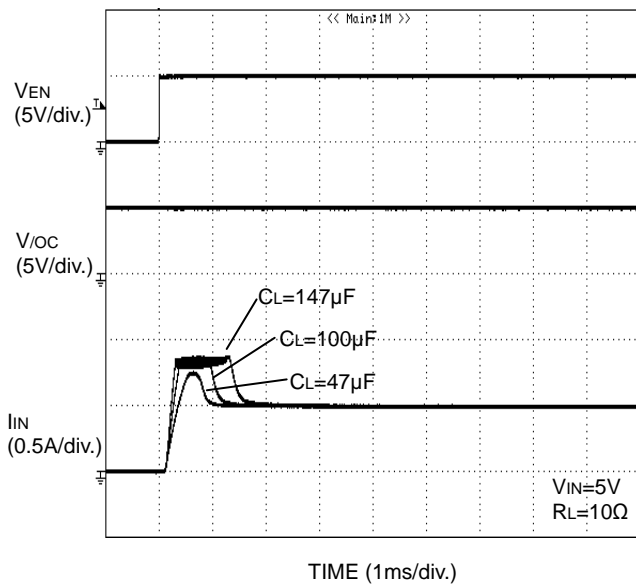 << Main:1M >>
VEN
(5V/div.)
T
V/OC
(5V/div.)
CL=147µF
CL=100µF
CL=47µF
IIN
(0.5A/div.)
VIN=5V
RL=10Ω
TIME (1ms/div.)